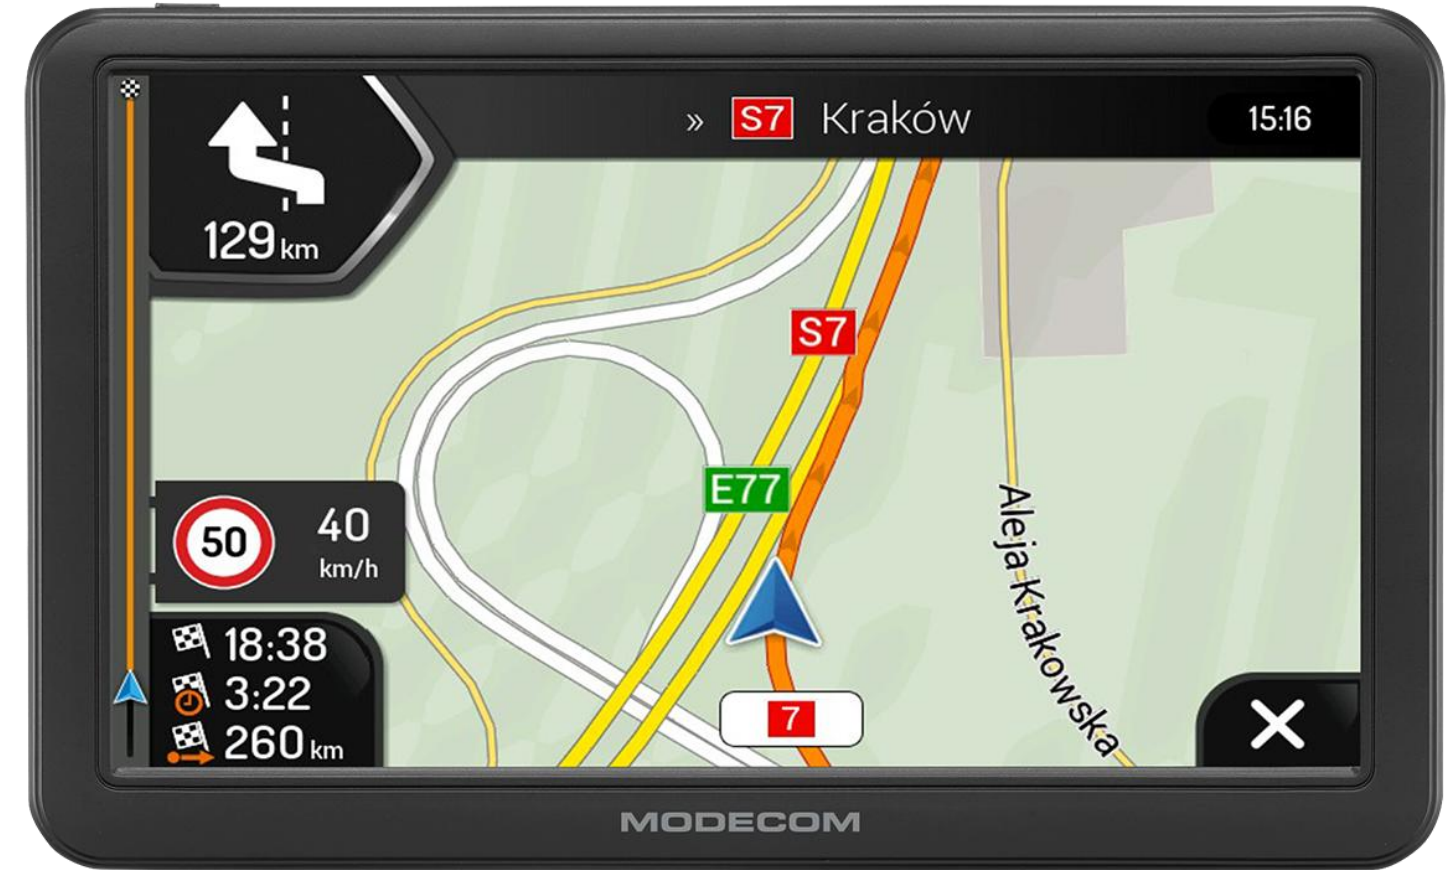 » S7 Kraków
15:16
129 km
S7
E77
50
40
km/h
Aleja Krakowska
18:38
3:22
260 km
7
MODECOM